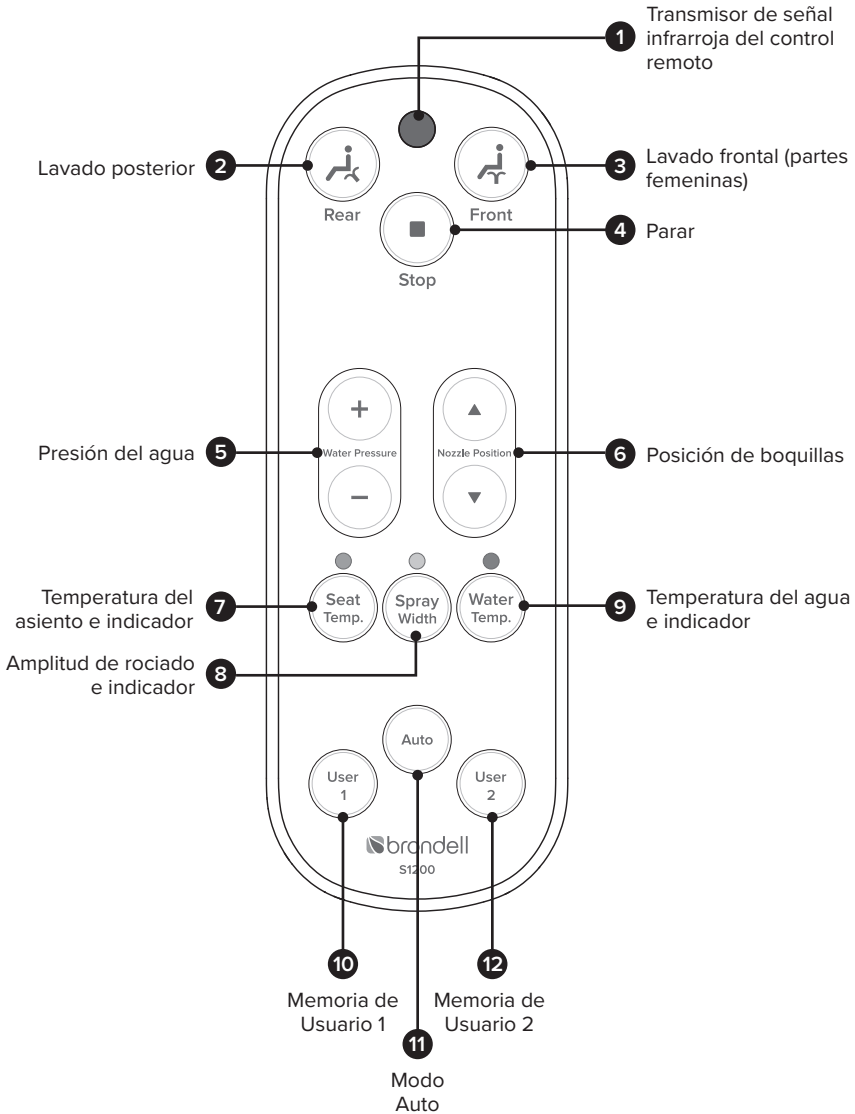 1
Transmisor de señal
infrarroja del control
remoto
Lavado posterior
2
3
Lavado frontal (partes
femeninas)
Rear
Front
4
Parar
Stop
+
▲
Presión del agua
5
Water Pressure
Nozzle Position
6
Posición de boquillas
−
▼
Temperatura del
asiento e indicador
7
Seat
Temp.
Spray
Width
Water
Temp.
9
Temperatura del agua
e indicador
Amplitud de rociado
e indicador
8
Auto
User
1
User
2
brondell
S1200
10
12
Memoria de
Usuario 1
Memoria de
Usuario 2
11
Modo
Auto